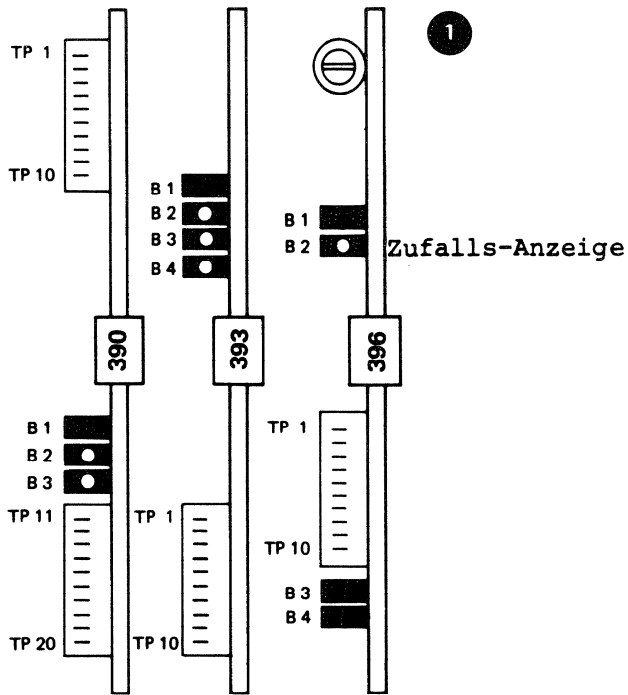 1
TP 1
TP 10
390
B 1
B 2
B 3
TP 11
TP 20
B 1
B 2
B 3
B 4
393
TP 1
TP 10
B 1
B 2 Zufalls-Anzeige
396
TP 1
TP 10
B 3
B 4